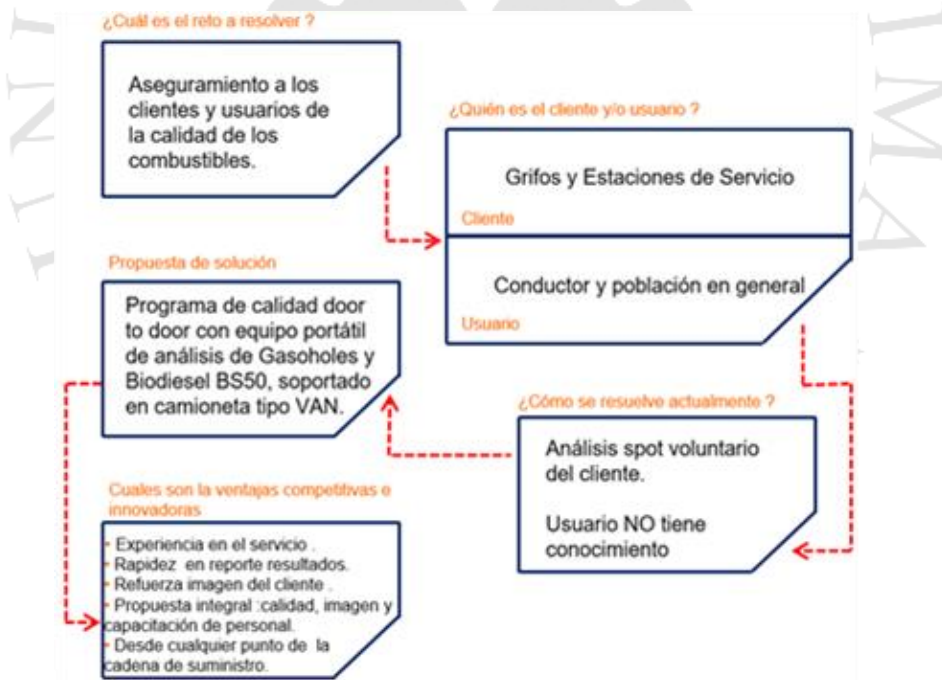 ¿Cuál es el reto a resolver ?
Aseguramiento a los
clientes y usuarios de
la calidad de los
combustibles.
¿Quién es el cliente y/o usuario ?
Grifos y Estaciones de Servicio
Cliente
Conductor y población en general
Usuario
¿Cómo se resuelve actualmente ?
Análisis spot voluntario
del cliente.
Usuario NO tiene
conocimiento
Propuesta de solución
Programa de calidad door
to door con equipo portátil
de análisis de Gasoholes y
Biodiesel BS50, soportado
en camioneta tipo VAN.
Cuales son la ventajas competitivas e
innovadoras
• Experiencia en el servicio .
• Rapidez en reporte resultados.
• Refuerza imagen del cliente .
• Propuesta integral :calidad, imagen y
capacitación de personal.
• Desde cualquier punto de la
cadena de suministro.